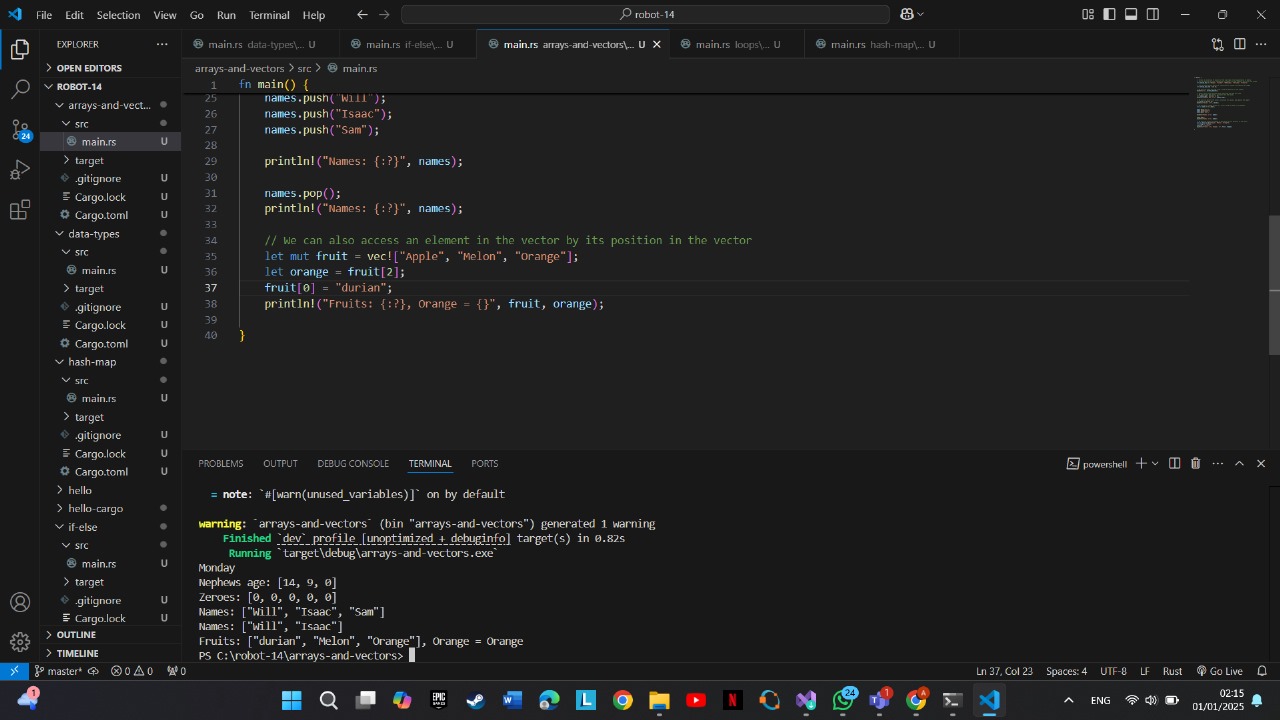 File Edit Selection View Go Run Terminal Help
robot-14
EXPLORER
main.rs data-types\... U
main.rs if-else\... U
main.rs arrays-and-vectors\... U
main.rs loops\... U
main.rs hash-map\... U
OPEN EDITORS
ROBOT-14
arrays-and-vect...
src
main.rs U
target
.gitignore U
Cargo.lock U
Cargo.toml U
data-types
src
main.rs U
target
.gitignore U
Cargo.lock U
Cargo.toml U
hash-map
src
main.rs U
target
.gitignore U
Cargo.lock U
Cargo.toml U
hello
hello-cargo
if-else
src
main.rs U
target
.gitignore U
Cargo.lock U
OUTLINE
TIMELINE
24
arrays-and-vectors > src > main.rs
1 fn main() {
25 names.push("Will");
26 names.push("Isaac");
27 names.push("Sam");
28
29 println!("Names: {:?}", names);
30
31 names.pop();
32 println!("Names: {:?}", names);
33
34 // We can also access an element in the vector by its position in the vector
35 let mut fruit = vec!["Apple", "Melon", "Orange"];
36 let orange = fruit[2];
37 fruit[0] = "durian";
38 println!("Fruits: {:?}, Orange = {}", fruit, orange);
39
40 }
PROBLEMS OUTPUT DEBUG CONSOLE TERMINAL PORTS
powershell
= note: `#[warn(unused_variables)]` on by default
warning: `arrays-and-vectors` (bin "arrays-and-vectors") generated 1 warning
Finished `dev` profile [unoptimized + debuginfo] target(s) in 0.82s
Running `target\debug\arrays-and-vectors.exe`
Monday
Nephews age: [14, 9, 0]
Zeroes: [0, 0, 0, 0, 0]
Names: ["Will", "Isaac", "Sam"]
Names: ["Will", "Isaac"]
Fruits: ["durian", "Melon", "Orange"], Orange = Orange
PS C:\robot-14\arrays-and-vectors>
master* 0 0 0
Ln 37, Col 23 Spaces: 4 UTF-8 LF Rust Go Live
1
EPIC GAMES
W
L
N
24
1
A
ENG
02:15
01/01/2025